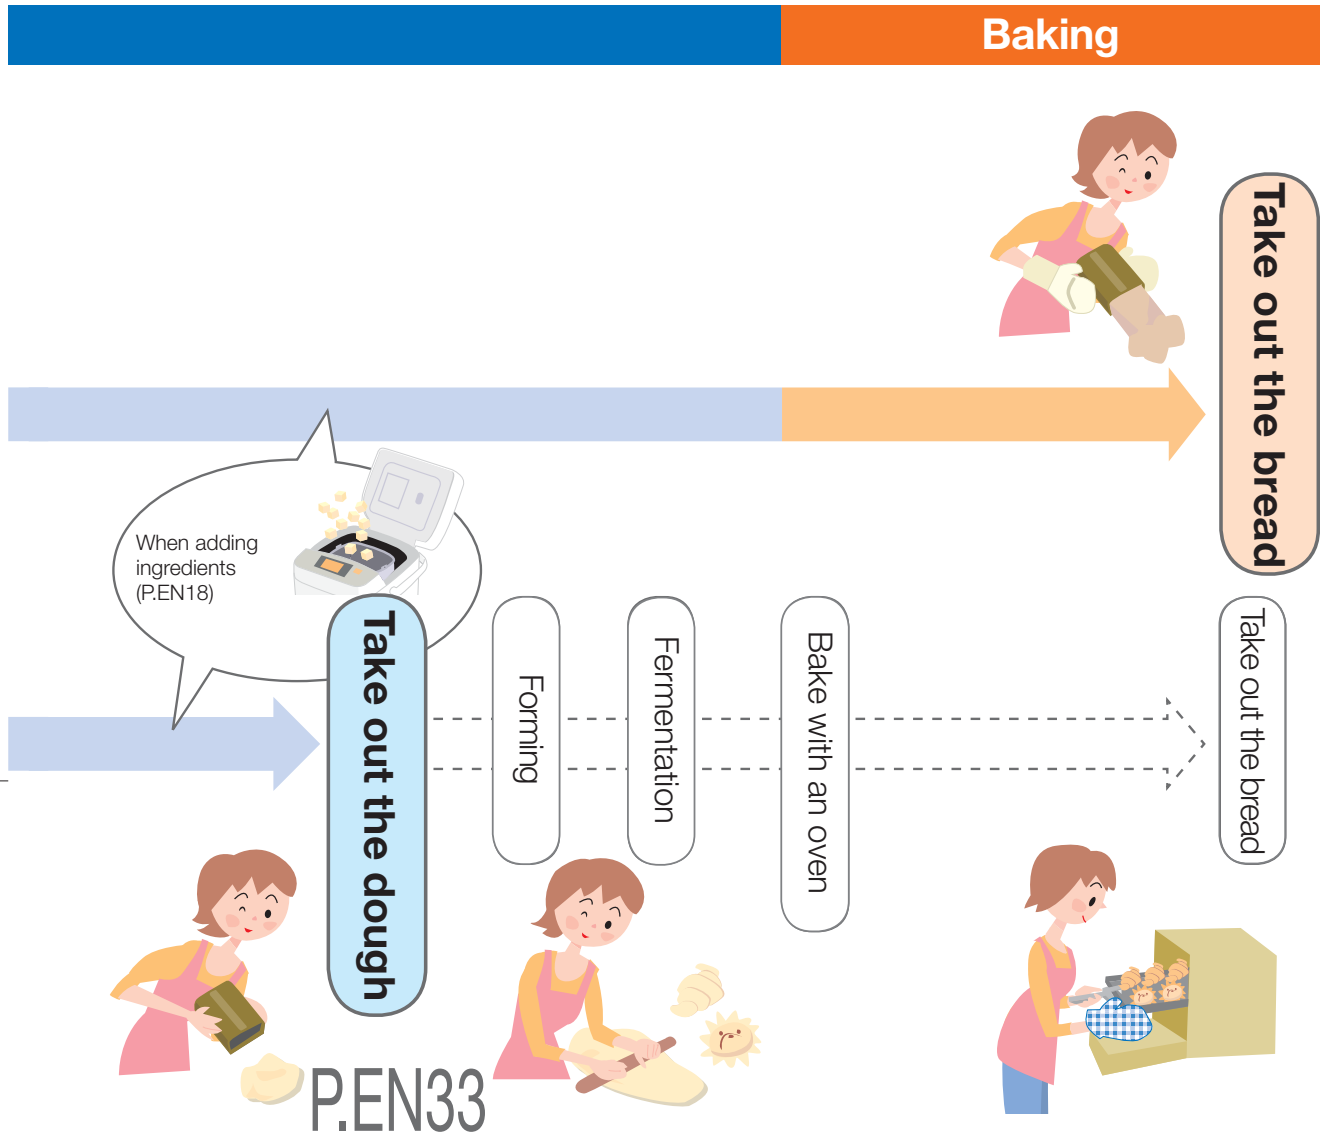 Baking
Take out the bread
When adding
ingredients
(P.EN18)
Take out the dough
Forming
Fermentation
Bake with an oven
Take out the bread
P.EN33